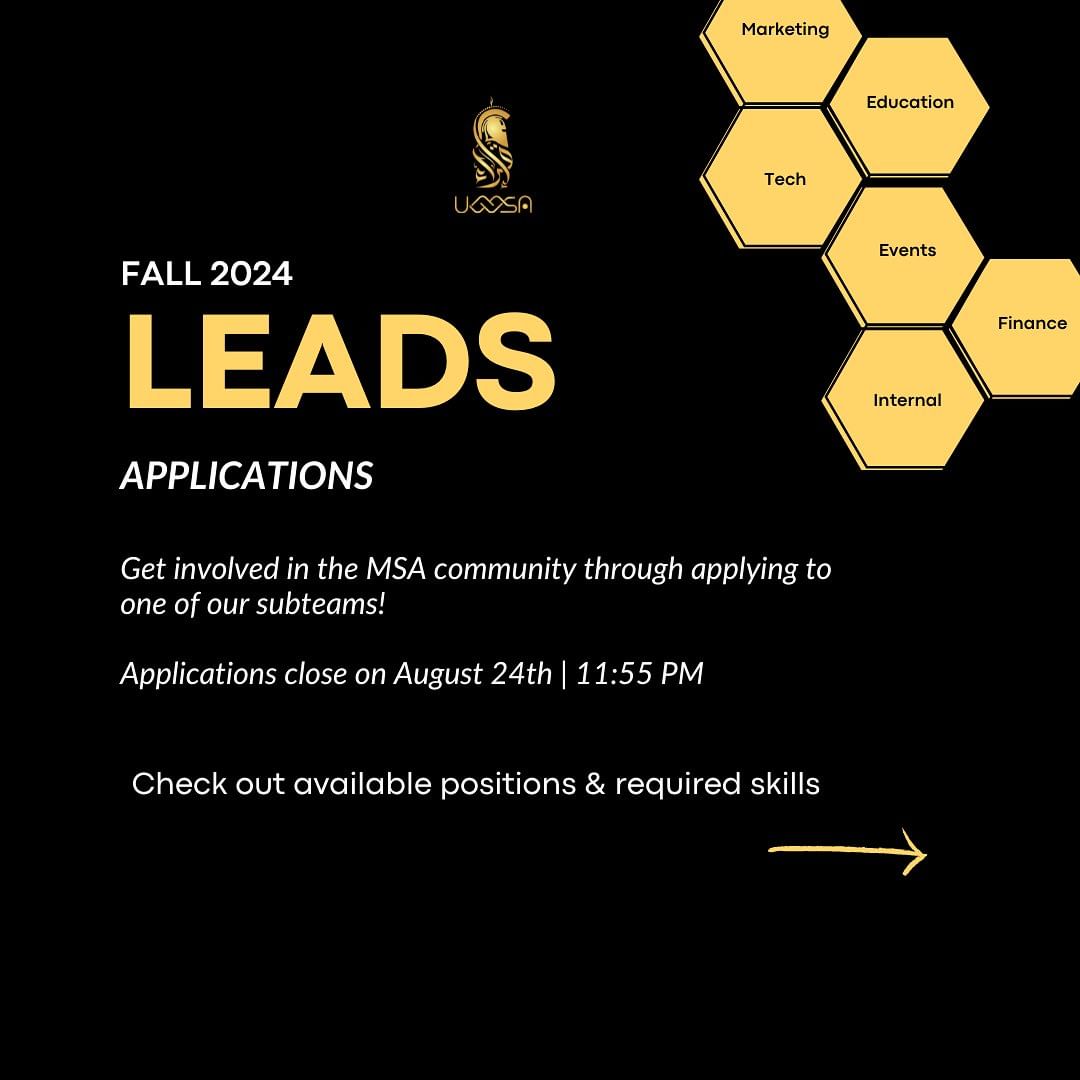 Marketing
Education
Tech
Events
Finance
Internal
FALL 2024
LEADS
APPLICATIONS
Get involved in the MSA community through applying to
one of our subteams!
Applications close on August 24th | 11:55 PM
Check out available positions & required skills